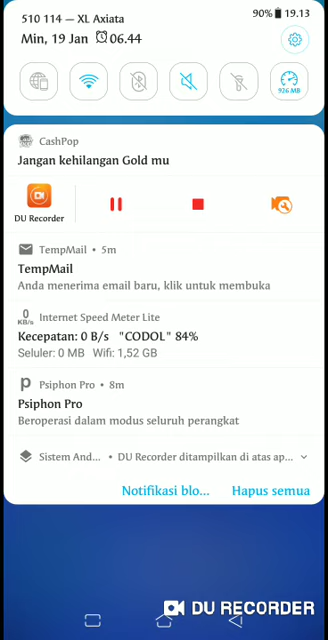 510 114 — XL Axiata
90% 19.13
Min, 19 Jan 06.44
926 MB
CashPop
Jangan kehilangan Gold mu
DU Recorder
TempMail • 5m
TempMail
Anda menerima email baru, klik untuk membuka
0
KB/s
Internet Speed Meter Lite
Kecepatan: 0 B/s "CODOL" 84%
Seluler: 0 MB Wifi: 1,52 GB
Psiphon Pro • 8m
Psiphon Pro
Beroperasi dalam modus seluruh perangkat
Sistem And... • DU Recorder ditampilkan di atas ap...
Notifikasi blo... Hapus semua
DU RECORDER